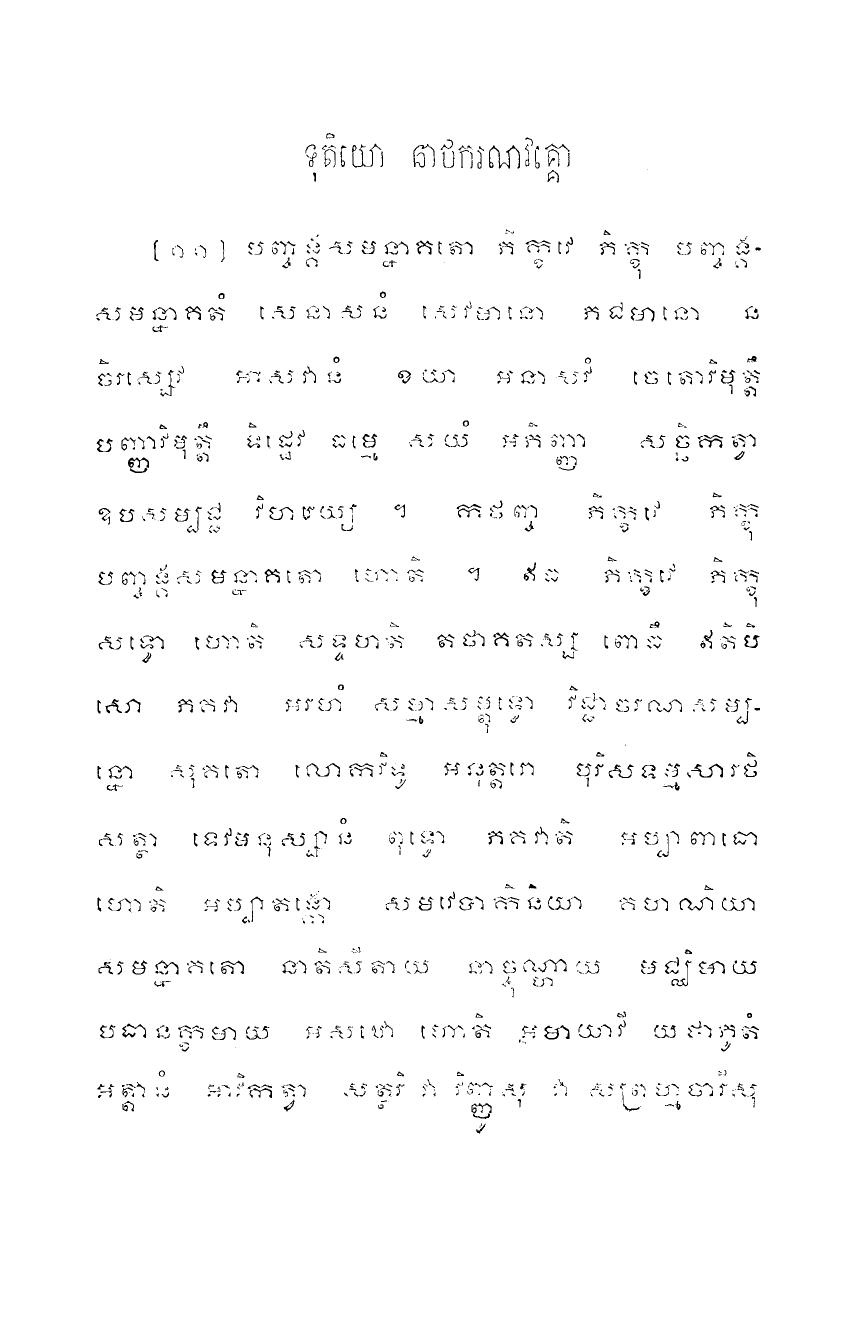 ទុតិយោ នាថករណវគ្គោ
[១១] បញ្ចង្គសមន្នាគតោ ភិក្ខវេ ភិក្ខុ បញ្ចង្គ-
សមន្នាគតំ សេនាសនំ សេវមានោ ភជមានោ ន
ចិរស្សេវ អាសវានំ ខយា អនាសវំ ចេតោវិមុត្តឹ
បញ្ញាវិមុត្តឹ ទិដ្ឋេវ ធម្មេ សយំ អភិញ្ញា សច្ឆិកត្វា
ឧបសម្បជ្ជ វិហរេយ្យ ។ កថញ្ច ភិក្ខវេ ភិក្ខុ
បញ្ចង្គសមន្នាគតោ ហោតិ ។ ឥធ ភិក្ខវេ ភិក្ខុ
សទ្ធោ ហោតិ សទ្ទហតិ តថាគតស្ស ពោធឹ ឥតិបិ
សោ ភគវា អរហំ សម្មាសម្ពុទ្ធោ វិជ្ជាចរណសម្ប-
ន្នោ សុគតោ លោកវិទូ អនុត្តរោ បុរិសទម្មសារថិ
សត្ថា ទេវមនុស្សានំ ពុទ្ធោ ភគវាតិ អប្បាពាធោ
ហោតិ អប្បាតង្កោ សមវេបាកិនិយា គហណិយា
សមន្នាគតោ នាតិសីតាយ នាច្ចុណ្ហាយ មជ្ឈិមាយ
បធានក្ខមាយ អសឋោ ហោតិ អមាយាវី យថាភូតំ
អត្តានំ អាវិកត្វា សត្ថរិ វា វិញ្ញូសុ វា សព្រហ្មចារីសុ